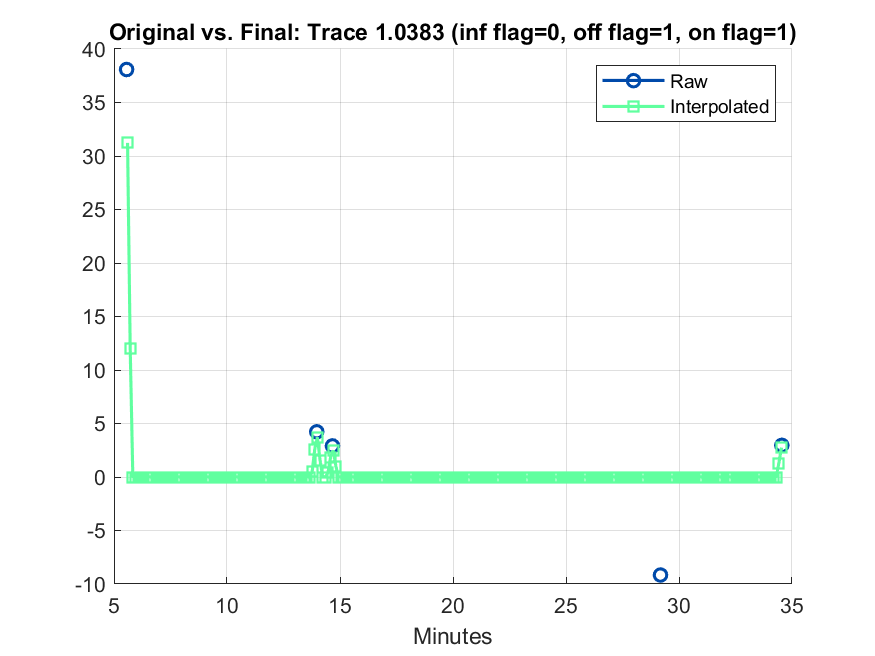 Original vs. Final: Trace 1.0383 (inf flag=0, off flag=1, on flag=1)
40
35
30
25
20
15
10
5
0
-5
-10
Raw
Interpolated
5 10 15 20 25 30 35
Minutes